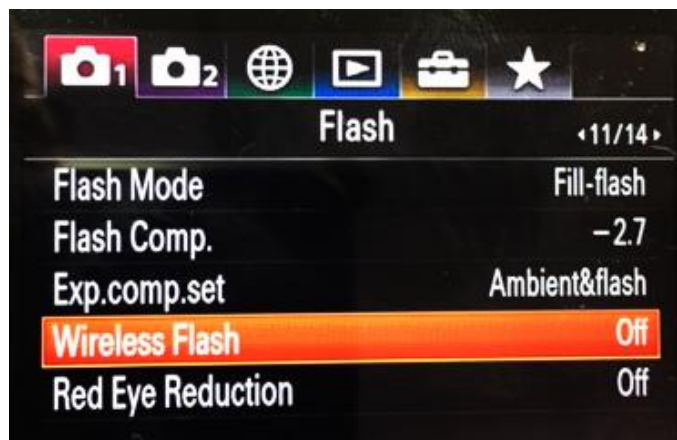 1 2
Flash ◂11/14▸
Flash Mode Fill-flash
Flash Comp. −2.7
Exp.comp.set Ambient&flash
Wireless Flash Off
Red Eye Reduction Off